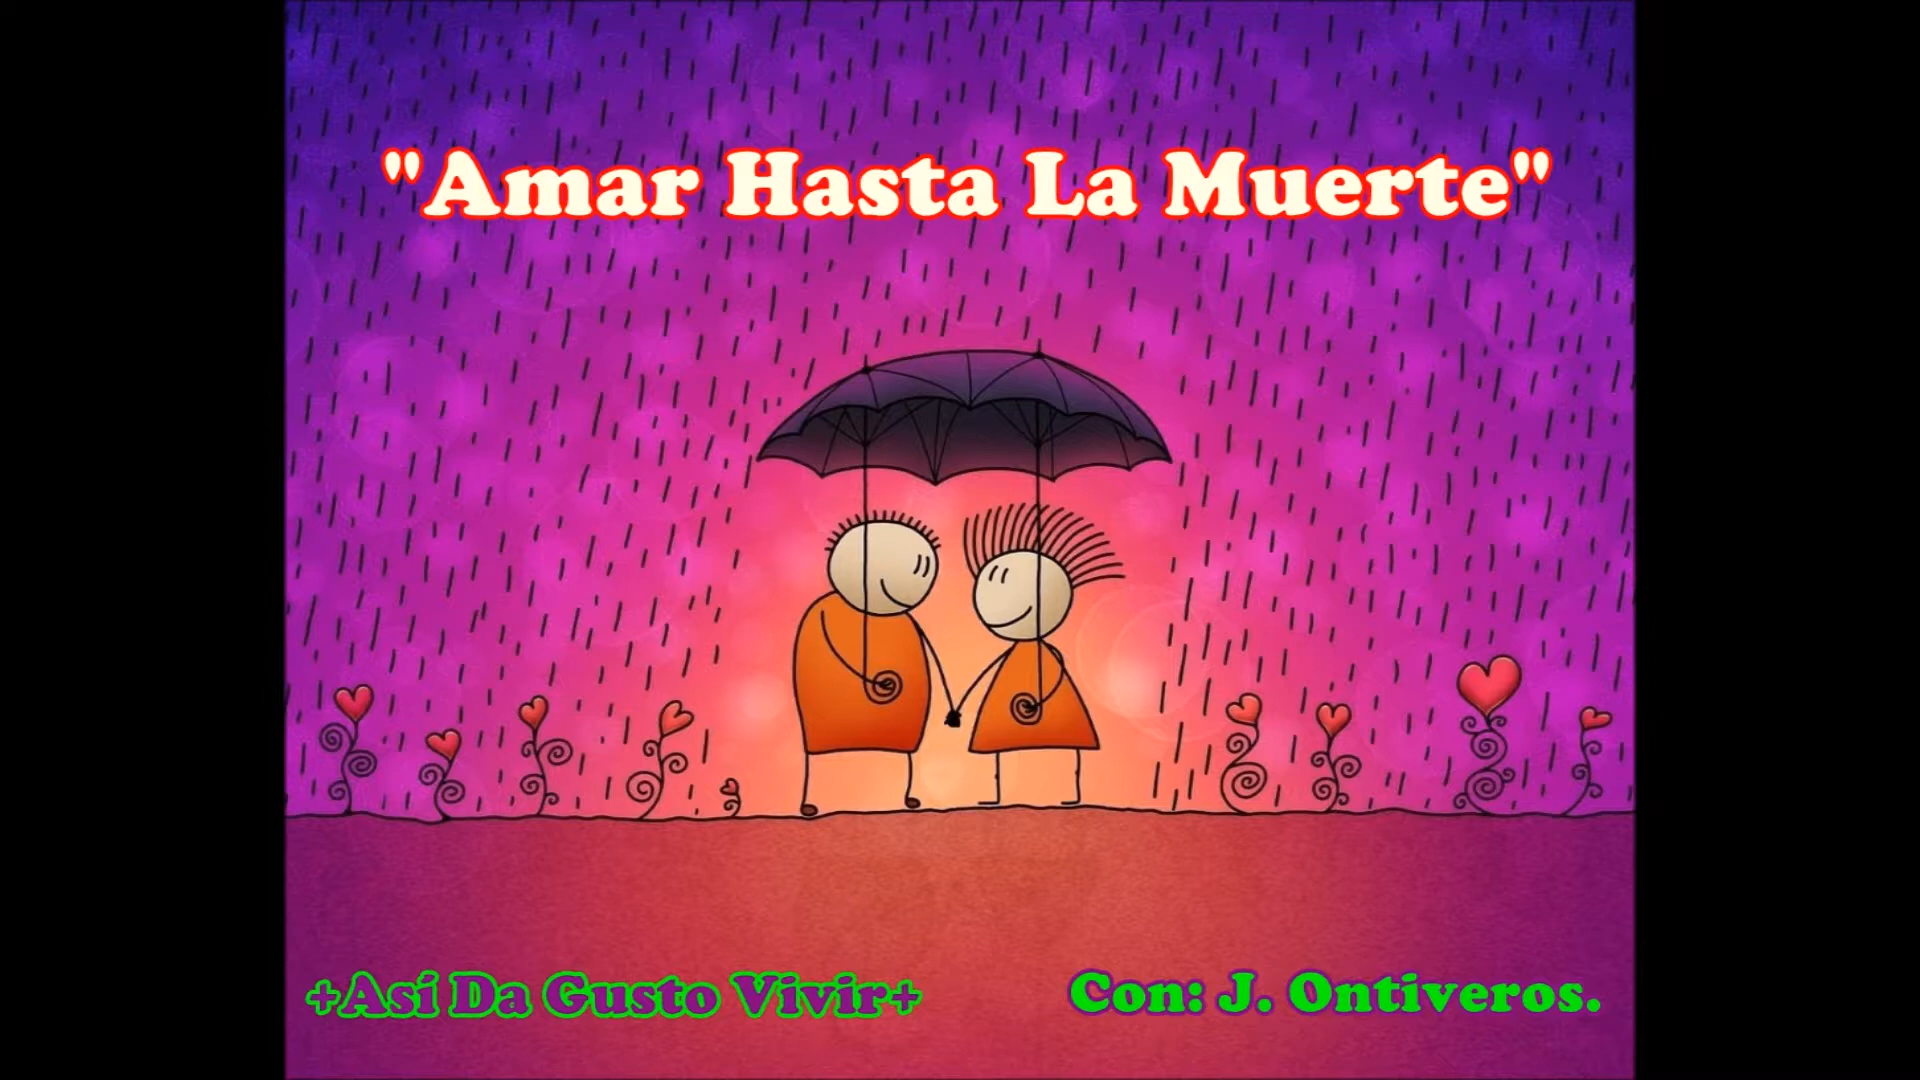 "Amar Hasta La Muerte"
+Así Da Gusto Vivir+
Con: J. Ontiveros.